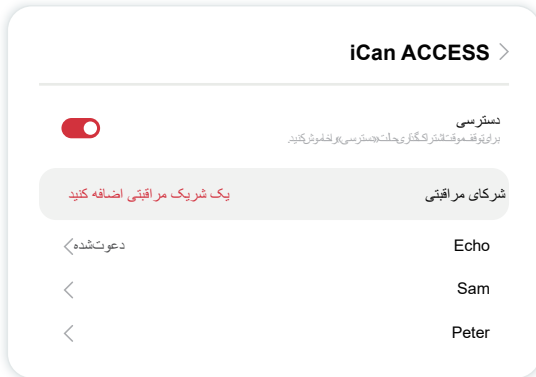 iCan ACCESS
دسترسی
برای توقف موقت اشتراک‌گذاری، حالت «دسترسی» را خاموش کنید.
شرکای مراقبتی یک شریک مراقبتی اضافه کنید
Echo دعوت‌شده
Sam
Peter